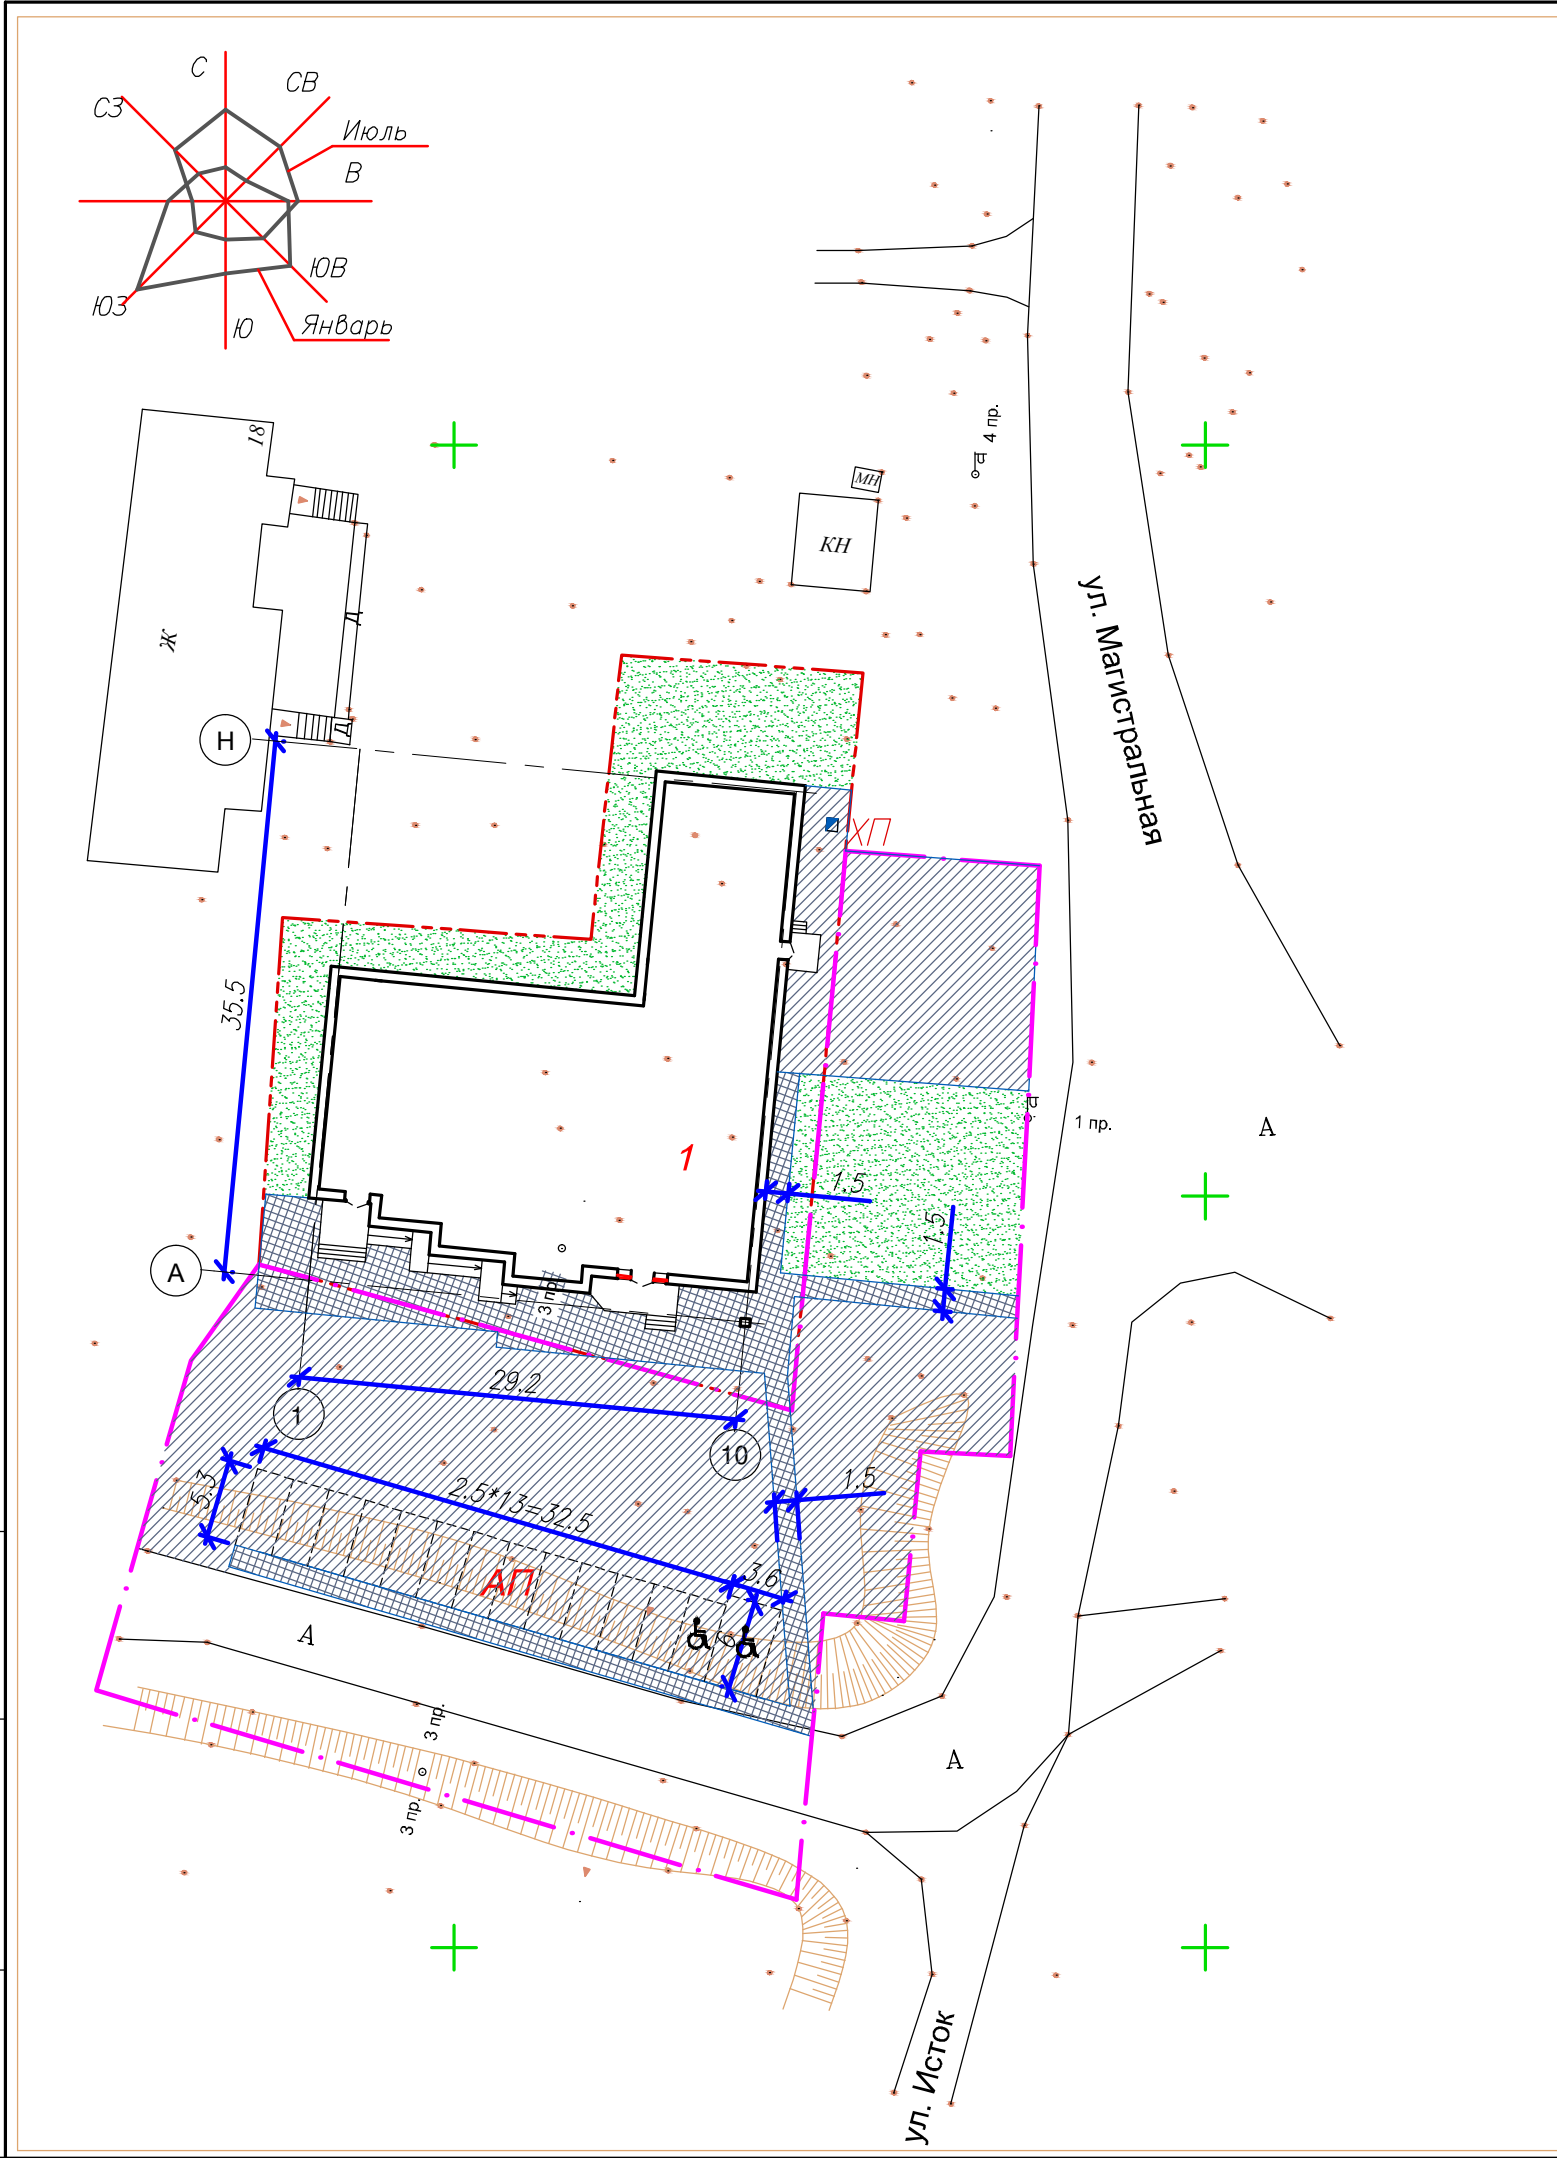 С
СВ
СЗ
Июль
В
ЮВ
ЮЗ
Ю
Январь
18
4 пр.
МН
КН
ул. Магистральная
Ж
Д
Д
Н
ХП
35.5
1 пр.
А
1
1.5
1.5
А
3 пр.
29.2
1
10
5.3
2.5*13=32.5
1.5
3.6
АП
6
А
3 пр.
А
3 пр.
ул. Исток